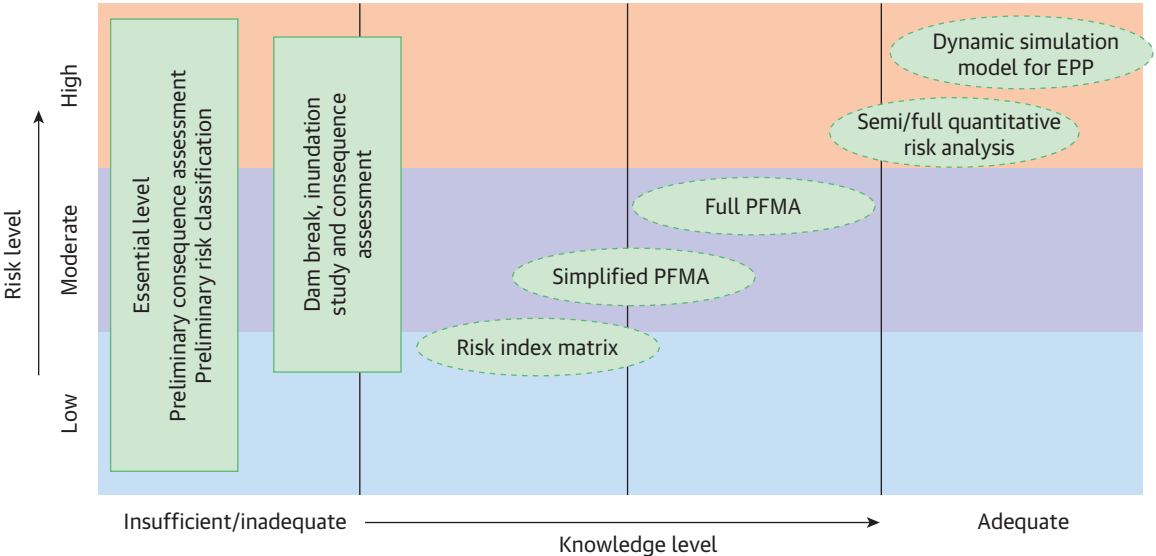 Risk level
High
Moderate
Low
Essential level
Preliminary consequence assessment
Preliminary risk classification
Dam break, inundation
study and consequence
assessment
Dynamic simulation
model for EPP
Semi/full quantitative
risk analysis
Full PFMA
Simplified PFMA
Risk index matrix
Insufficient/inadequate
Adequate
Knowledge level